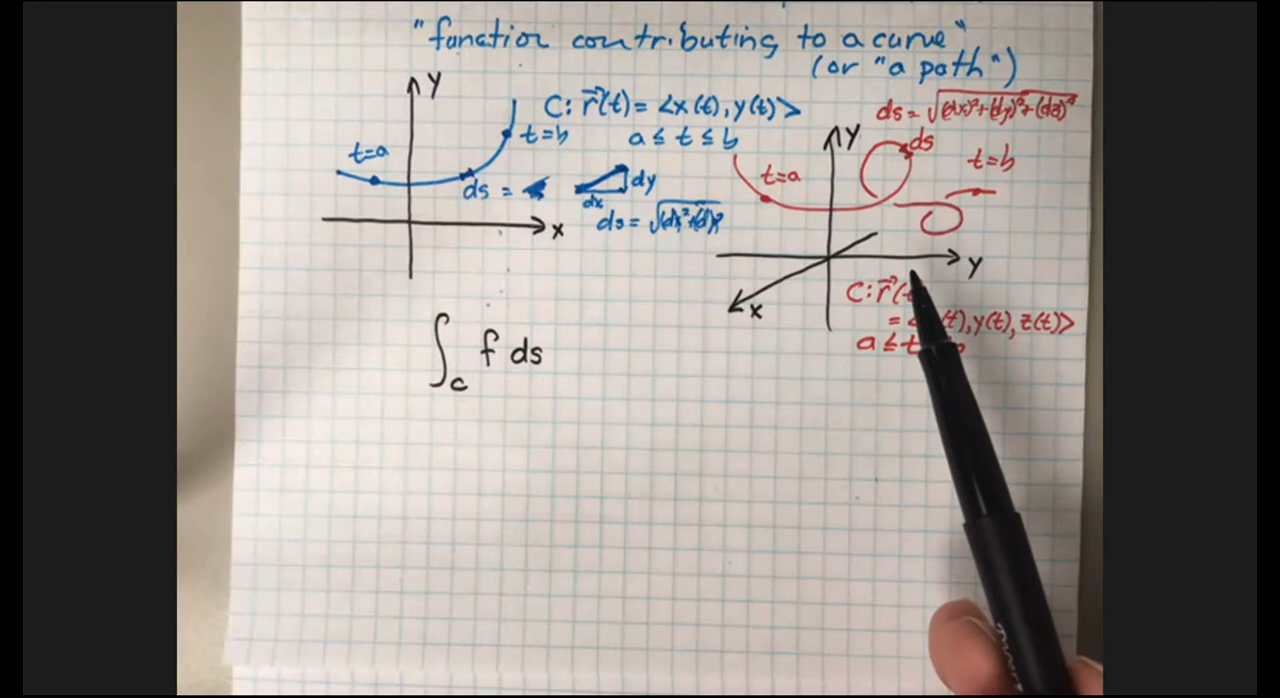 "function contributing to a curve"
(or "a path")
y
C: r⃗(t) = <x(t), y(t)>
a ≤ t ≤ b
t=a
t=b
ds =
dy
dx
ds = √(dx)²+(d)²
x
ds = √(dx)²+(dy)²+(dz)²
y
ds
t=a
t=b
y
x
C: r⃗(t
= <(t), y(t), z(t)>
a ≤ t
∫c f ds